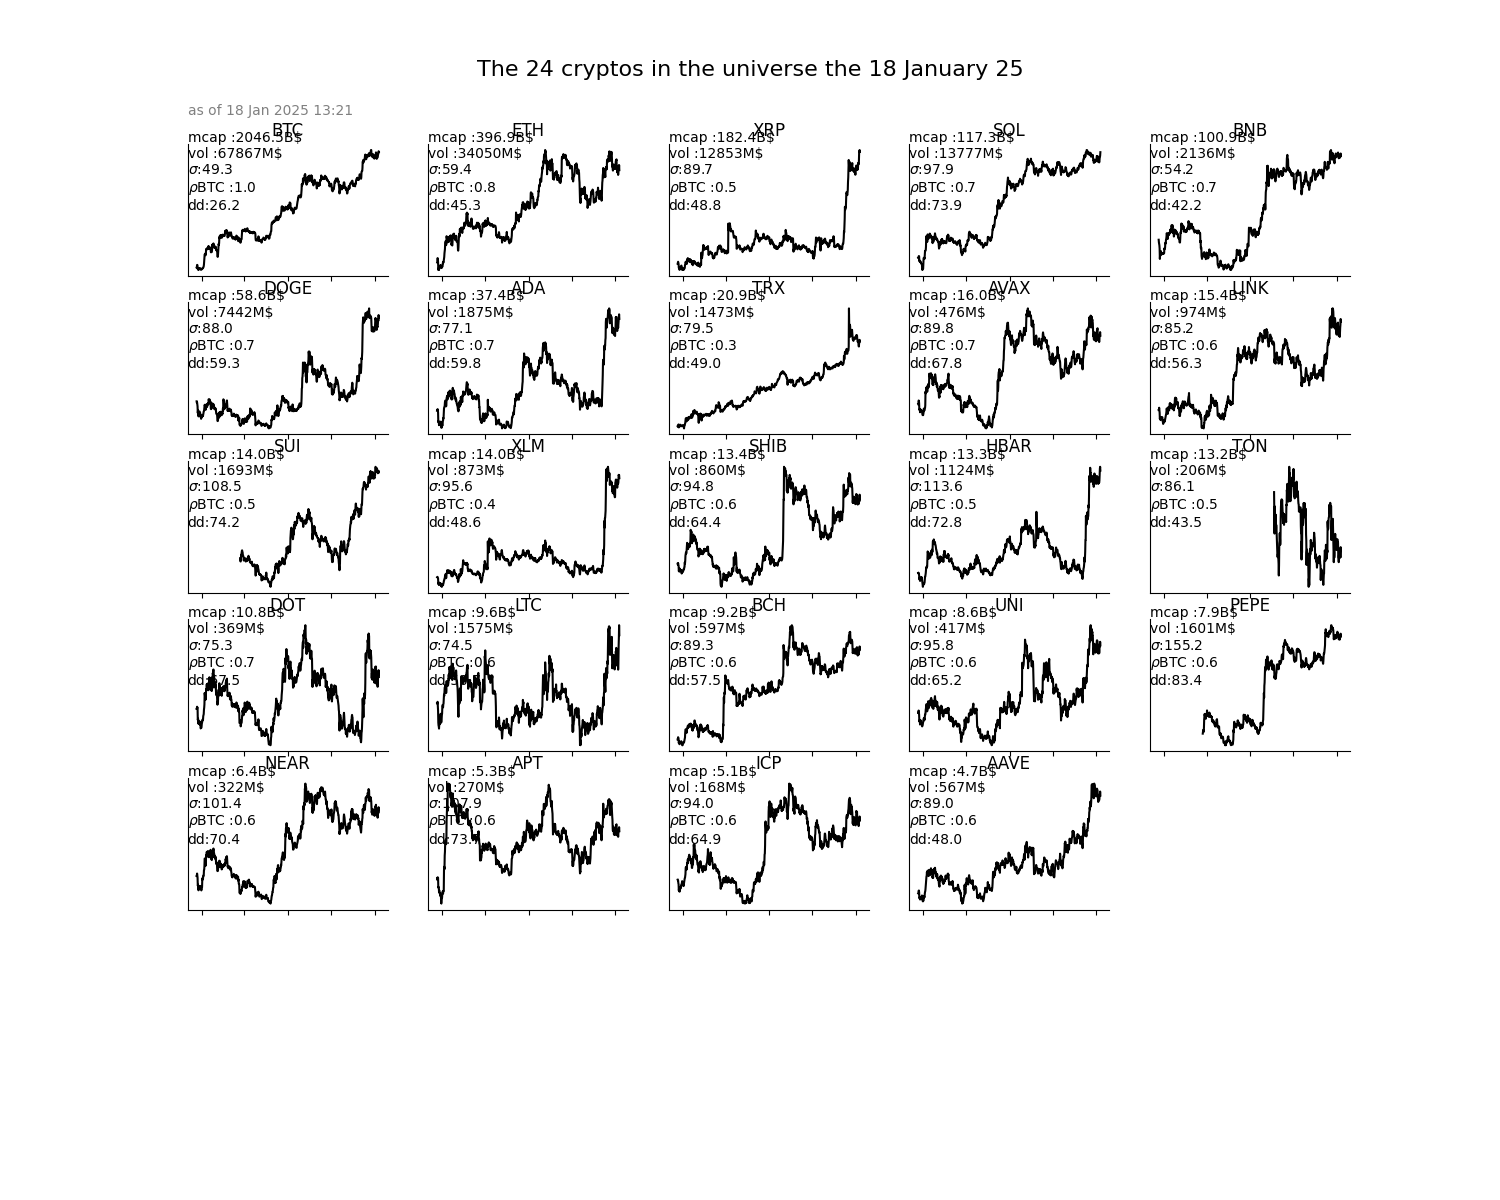 The 24 cryptos in the universe the 18 January 25
as of 18 Jan 2025 13:21
BTC
mcap :2046.5B$
vol :67867M$
σ:49.3
ρBTC :1.0
dd:26.2
ETH
mcap :396.9B$
vol :34050M$
σ:59.4
ρBTC :0.8
dd:45.3
XRP
mcap :182.4B$
vol :12853M$
σ:89.7
ρBTC :0.5
dd:48.8
SOL
mcap :117.3B$
vol :13777M$
σ:97.9
ρBTC :0.7
dd:73.9
BNB
mcap :100.9B$
vol :2136M$
σ:54.2
ρBTC :0.7
dd:42.2
DOGE
mcap :58.6B$
vol :7442M$
σ:88.0
ρBTC :0.7
dd:59.3
ADA
mcap :37.4B$
vol :1875M$
σ:77.1
ρBTC :0.7
dd:59.8
TRX
mcap :20.9B$
vol :1473M$
σ:79.5
ρBTC :0.3
dd:49.0
AVAX
mcap :16.0B$
vol :476M$
σ:89.8
ρBTC :0.7
dd:67.8
LINK
mcap :15.4B$
vol :974M$
σ:85.2
ρBTC :0.6
dd:56.3
SUI
mcap :14.0B$
vol :1693M$
σ:108.5
ρBTC :0.5
dd:74.2
XLM
mcap :14.0B$
vol :873M$
σ:95.6
ρBTC :0.4
dd:48.6
SHIB
mcap :13.4B$
vol :860M$
σ:94.8
ρBTC :0.6
dd:64.4
HBAR
mcap :13.3B$
vol :1124M$
σ:113.6
ρBTC :0.5
dd:72.8
TON
mcap :13.2B$
vol :206M$
σ:86.1
ρBTC :0.5
dd:43.5
DOT
mcap :10.8B$
vol :369M$
σ:75.3
ρBTC :0.7
LTC
mcap :9.6B$
vol :1575M$
σ:74.5
ρBTC :0.6
BCH
mcap :9.2B$
vol :597M$
σ:89.3
ρBTC :0.6
dd:57.5
UNI
mcap :8.6B$
vol :417M$
σ:95.8
ρBTC :0.6
dd:65.2
PEPE
mcap :7.9B$
vol :1601M$
σ:155.2
ρBTC :0.6
dd:83.4
NEAR
mcap :6.4B$
vol :322M$
σ:101.4
ρBTC :0.6
dd:70.4
APT
mcap :5.3B$
vol :270M$
σ:107.9
ρBTC :0.6
ICP
mcap :5.1B$
vol :168M$
σ:94.0
ρBTC :0.6
dd:64.9
AAVE
mcap :4.7B$
vol :567M$
σ:89.0
ρBTC :0.6
dd:48.0